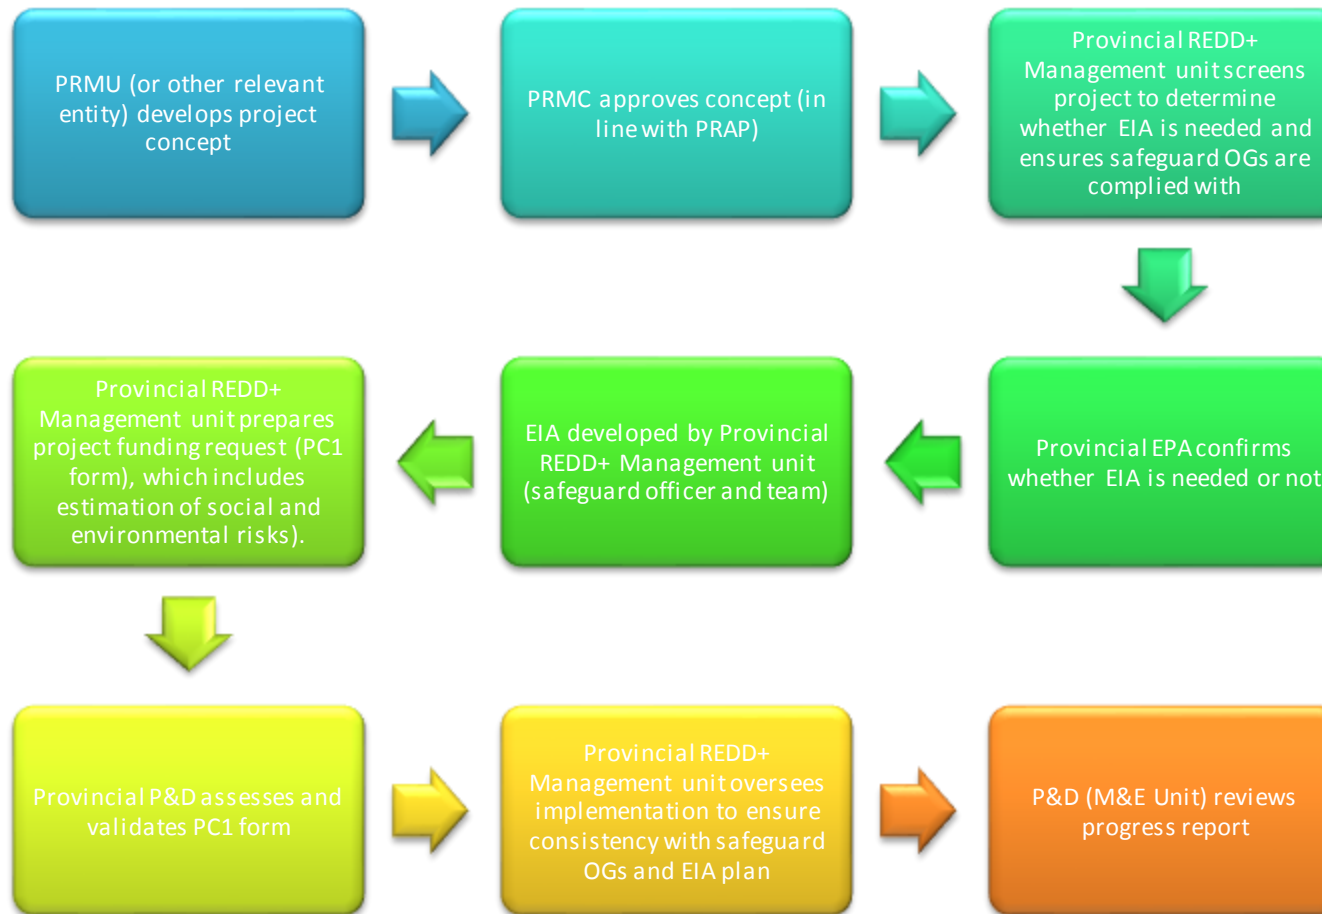 PRMU (or other relevant
entity) develops project
concept
PRMC approves concept (in
line with PRAP)
Provincial REDD+
Management unit screens
project to determine
whether EIA is needed and
ensures safeguard OGs are
complied with
Provincial EPA confirms
whether EIA is needed or not
EIA developed by Provincial
REDD+ Management unit
(safeguard officer and team)
Provincial REDD+
Management unit prepares
project funding request (PC1
form), which includes
estimation of social and
environmental risks).
Provincial P&D assesses and
validates PC1 form
Provincial REDD+
Management unit oversees
implementation to ensure
consistency with safeguard
OGs and EIA plan
P&D (M&E Unit) reviews
progress report